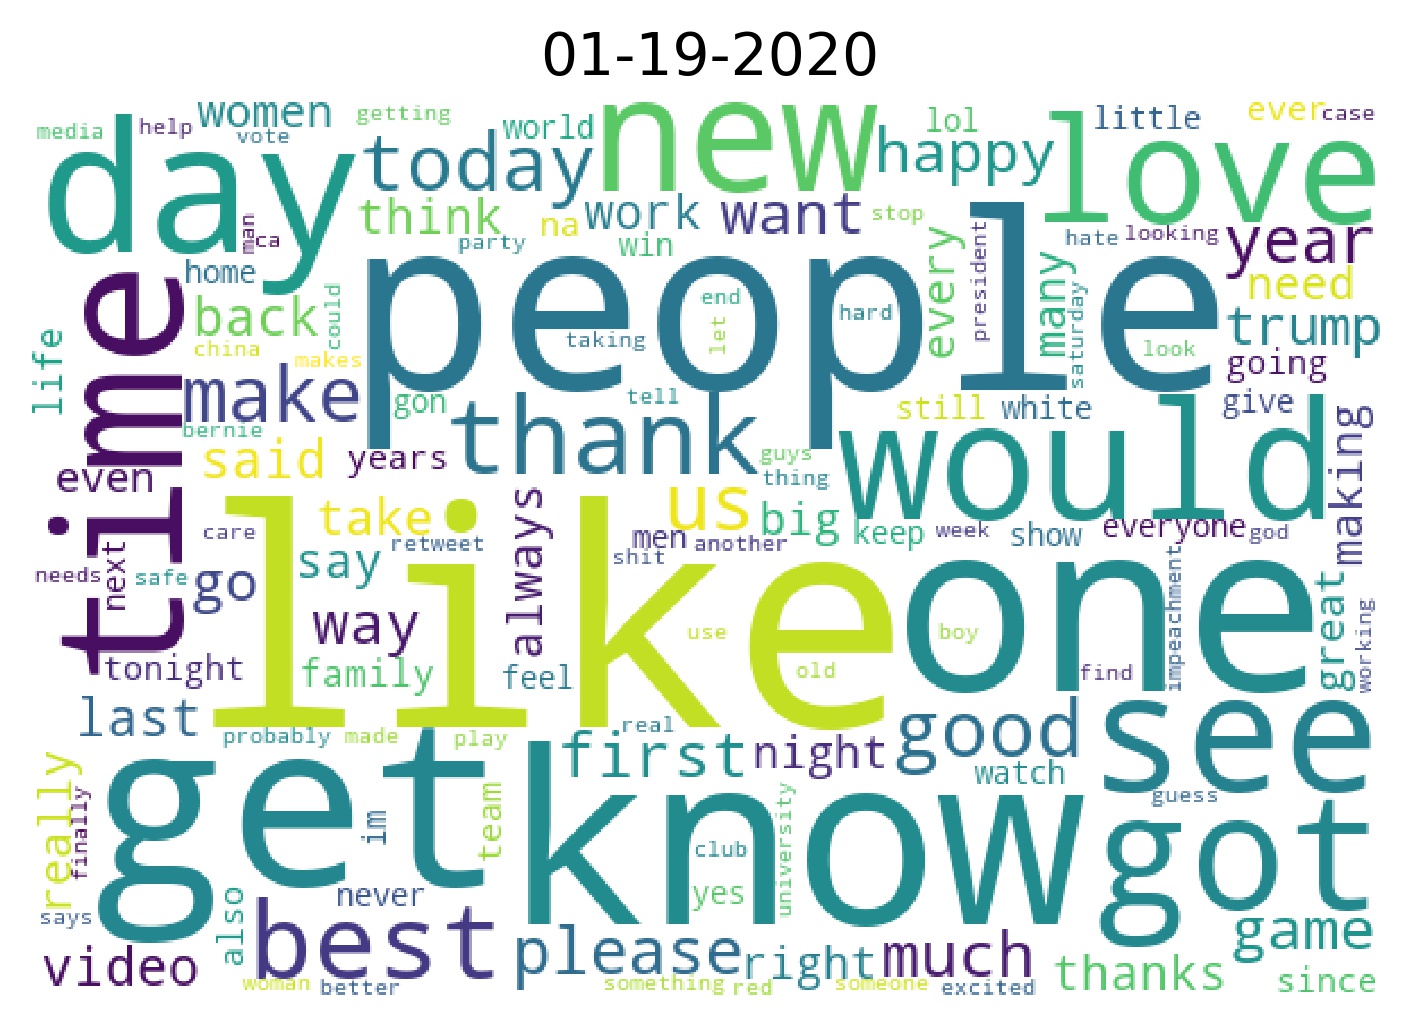 01-19-2020
media
help
women
vote
getting
world
new
lol
little
ever
case
day
today
happy
love
think
na
work
want
stop
man
ca
party
win
every
president
hate
looking
year
home
people
many
saturday
need
back
could
end
let
hard
trump
life
china
makes
taking
look
going
time
make
gon
tell
still
white
give
bernie
thank
would
making
said
years
guys
even
thing
like
always
us
take
big
keep
week
show
everyone
god
care
retweet
men
another
shit
say
one
next
needs
safe
go
impeachment
great
working
way
use
boy
tonight
family
feel
old
find
last
good
see
probably
made
play
real
get
first
night
know
watch
guess
really
finally
im
team
university
got
club
never
yes
says
also
best
please
right
much
game
video
thanks
since
woman
better
something
red
someone
excited